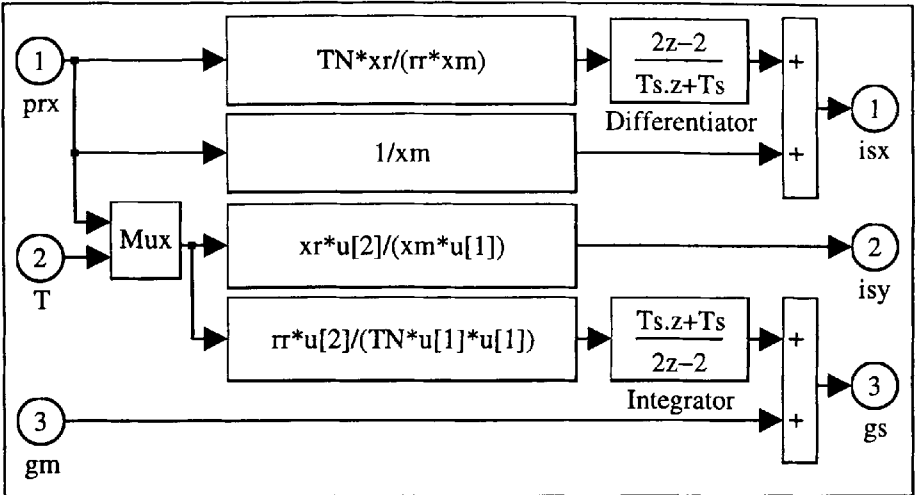 1
prx
TN*xr/(rr*xm)
2z−2
Ts.z+Ts
Differentiator
+
1
isx
1/xm
+
Mux
2
T
xr*u[2]/(xm*u[1])
2
isy
rr*u[2]/(TN*u[1]*u[1])
Ts.z+Ts
2z−2
Integrator
+
3
gs
3
gm
+